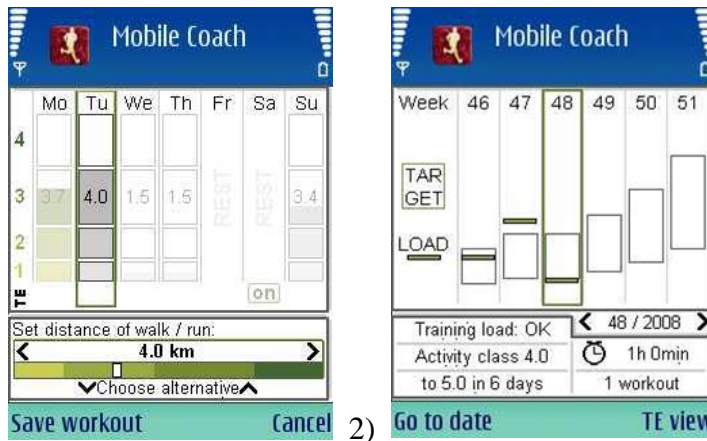 Mobile Coach
Mo Tu We Th Fr Sa Su
4
3 3.7 4.0 1.5 1.5 REST REST 3.4
2
1
TE
on
Set distance of walk / run:
4.0 km
Choose alternative
Save workout Cancel
2)
Mobile Coach
Week 46 47 48 49 50 51
TAR
GET
LOAD
Training load: OK 48 / 2008
Activity class 4.0 1h 0min
to 5.0 in 6 days 1 workout
Go to date TE view